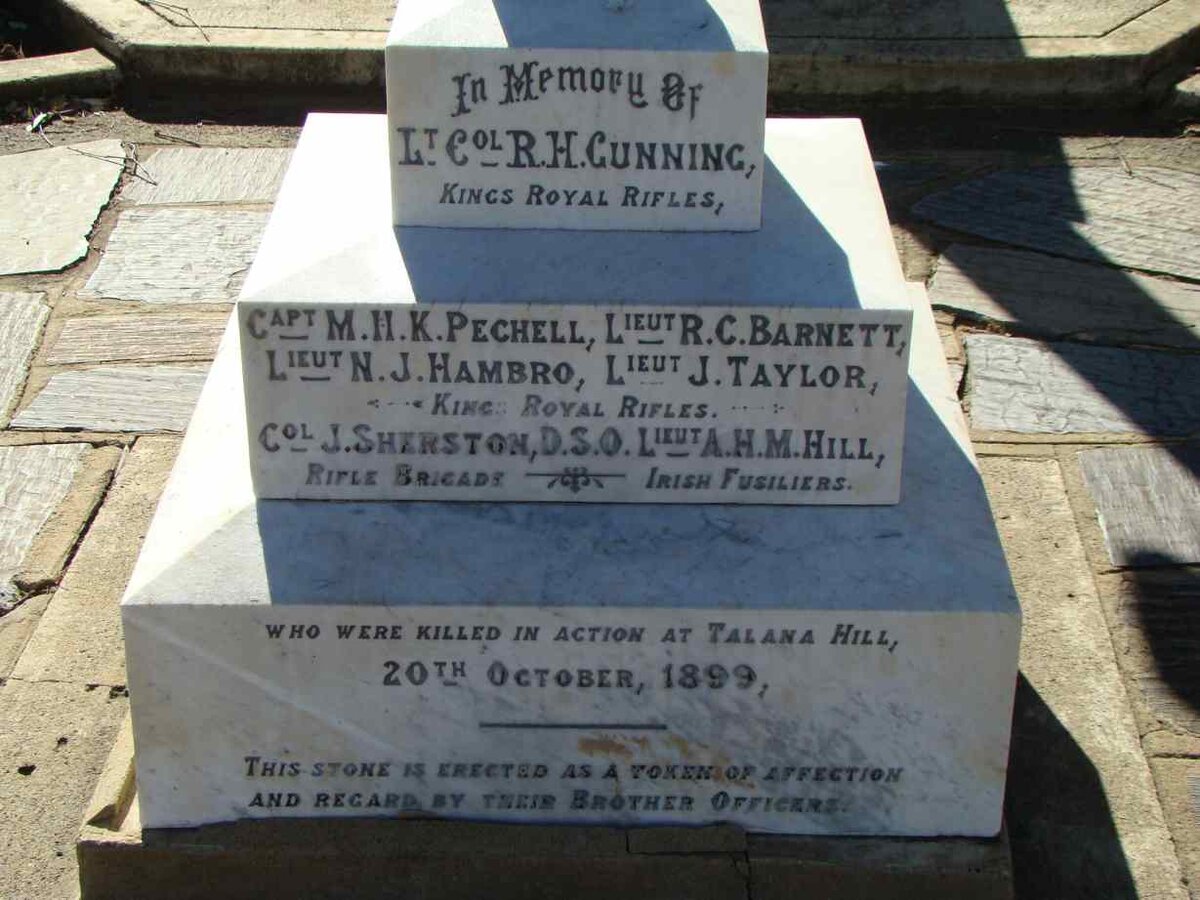 In Memory Of
Lt Col R.H. Gunning,
Kings Royal Rifles,
Capt M.H.K. Pechell, Lieut R.C. Barnett,
Lieut N.J. Hambro, Lieut J. Taylor,
Kings Royal Rifles.
Col J. Sherston, D.S.O. Lieut A.H.M. Hill,
Rifle Brigade Irish Fusiliers.
who were killed in action at Talana Hill,
20th October, 1899,
This stone is erected as a token of affection
and regard by their Brother Officers.